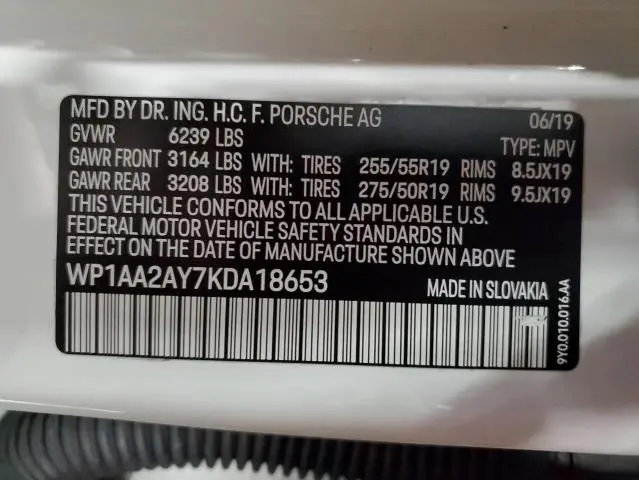 MFD BY DR. ING. H.C. F. PORSCHE AG 06/19
GVWR 6239 LBS TYPE: MPV
GAWR FRONT 3164 LBS WITH: TIRES 255/55R19 RIMS 8.5JX19
GAWR REAR 3208 LBS WITH: TIRES 275/50R19 RIMS 9.5JX19
THIS VEHICLE CONFORMS TO ALL APPLICABLE U.S.
FEDERAL MOTOR VEHICLE SAFETY STANDARDS IN
EFFECT ON THE DATE OF MANUFACTURE SHOWN ABOVE
WP1AA2AY7KDA18653 MADE IN SLOVAKIA
9Y0.010.016.AA